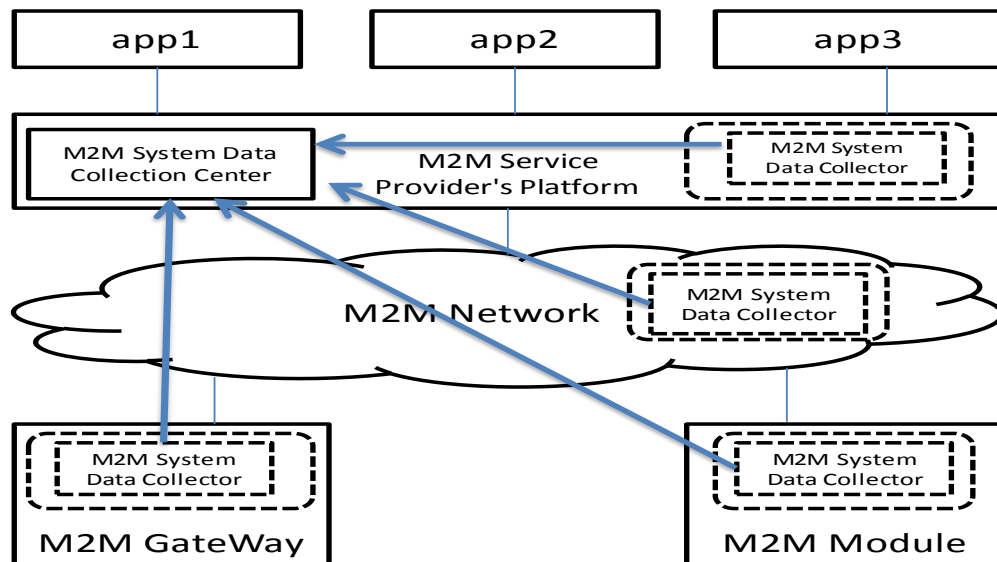 app1
app2
app3
M2M System Data
Collection Center
M2M Service
Provider's Platform
M2M System
Data Collector
M2M Network
M2M System
Data Collector
M2M System
Data Collector
M2M GateWay
M2M System
Data Collector
M2M Module